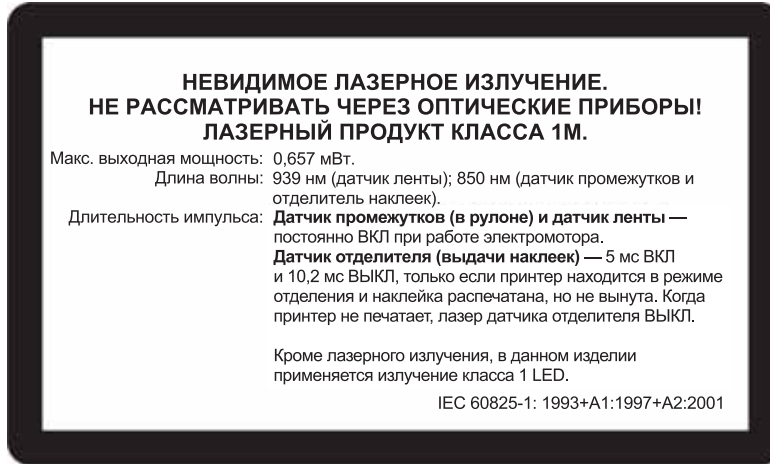 НЕВИДИМОЕ ЛАЗЕРНОЕ ИЗЛУЧЕНИЕ.
НЕ РАССМАТРИВАТЬ ЧЕРЕЗ ОПТИЧЕСКИЕ ПРИБОРЫ!
ЛАЗЕРНЫЙ ПРОДУКТ КЛАССА 1М.
Макс. выходная мощность: 0,657 мВт.
Длина волны: 939 нм (датчик ленты); 850 нм (датчик промежутков и
отделитель наклеек).
Длительность импульса: Датчик промежутков (в рулоне) и датчик ленты —
постоянно ВКЛ при работе электромотора.
Датчик отделителя (выдачи наклеек) — 5 мс ВКЛ
и 10,2 мс ВЫКЛ, только если принтер находится в режиме
отделения и наклейка распечатана, но не вынута. Когда
принтер не печатает, лазер датчика отделителя ВЫКЛ.
Кроме лазерного излучения, в данном изделии
применяется излучение класса 1 LED.
IEC 60825-1: 1993+A1:1997+A2:2001